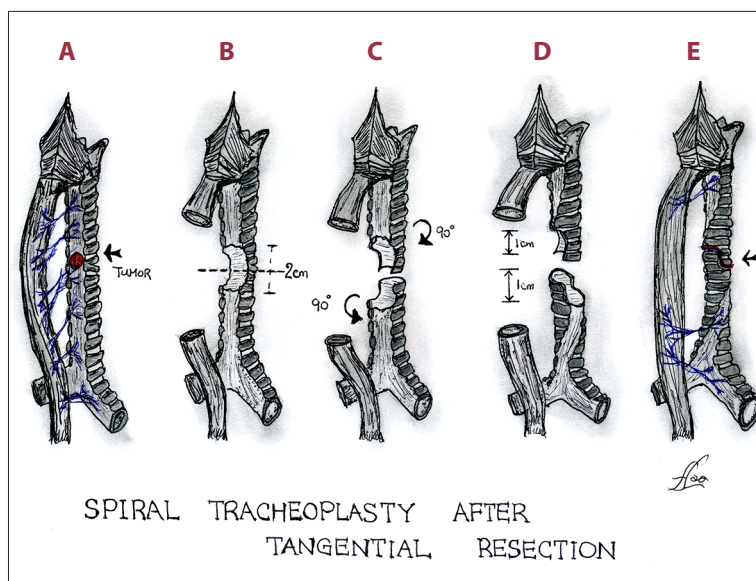 A B C D E
TUMOR
2cm
90°
90°
1cm
1cm
SPIRAL TRACHEOPLASTY AFTER
TANGENTIAL RESECTION